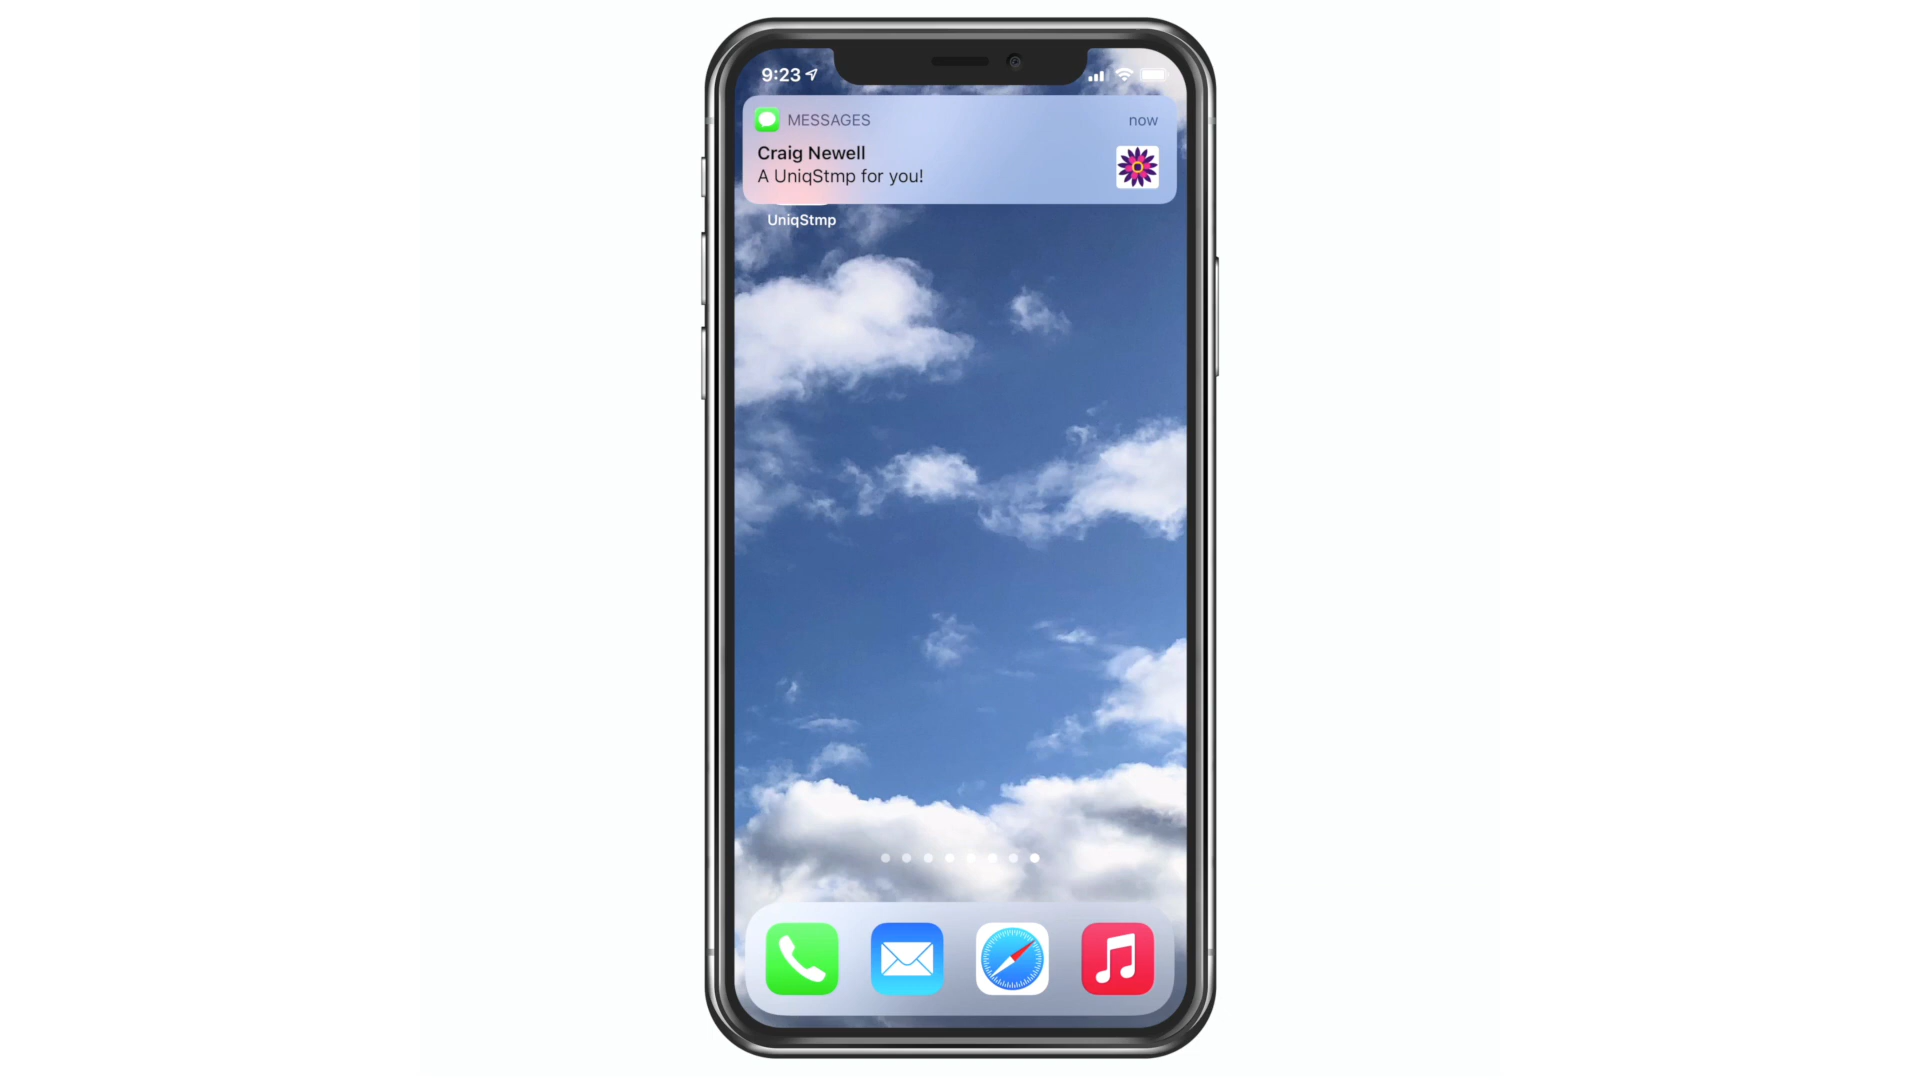 9:23
MESSAGES
now
Craig Newell
A UniqStmp for you!
UniqStmp